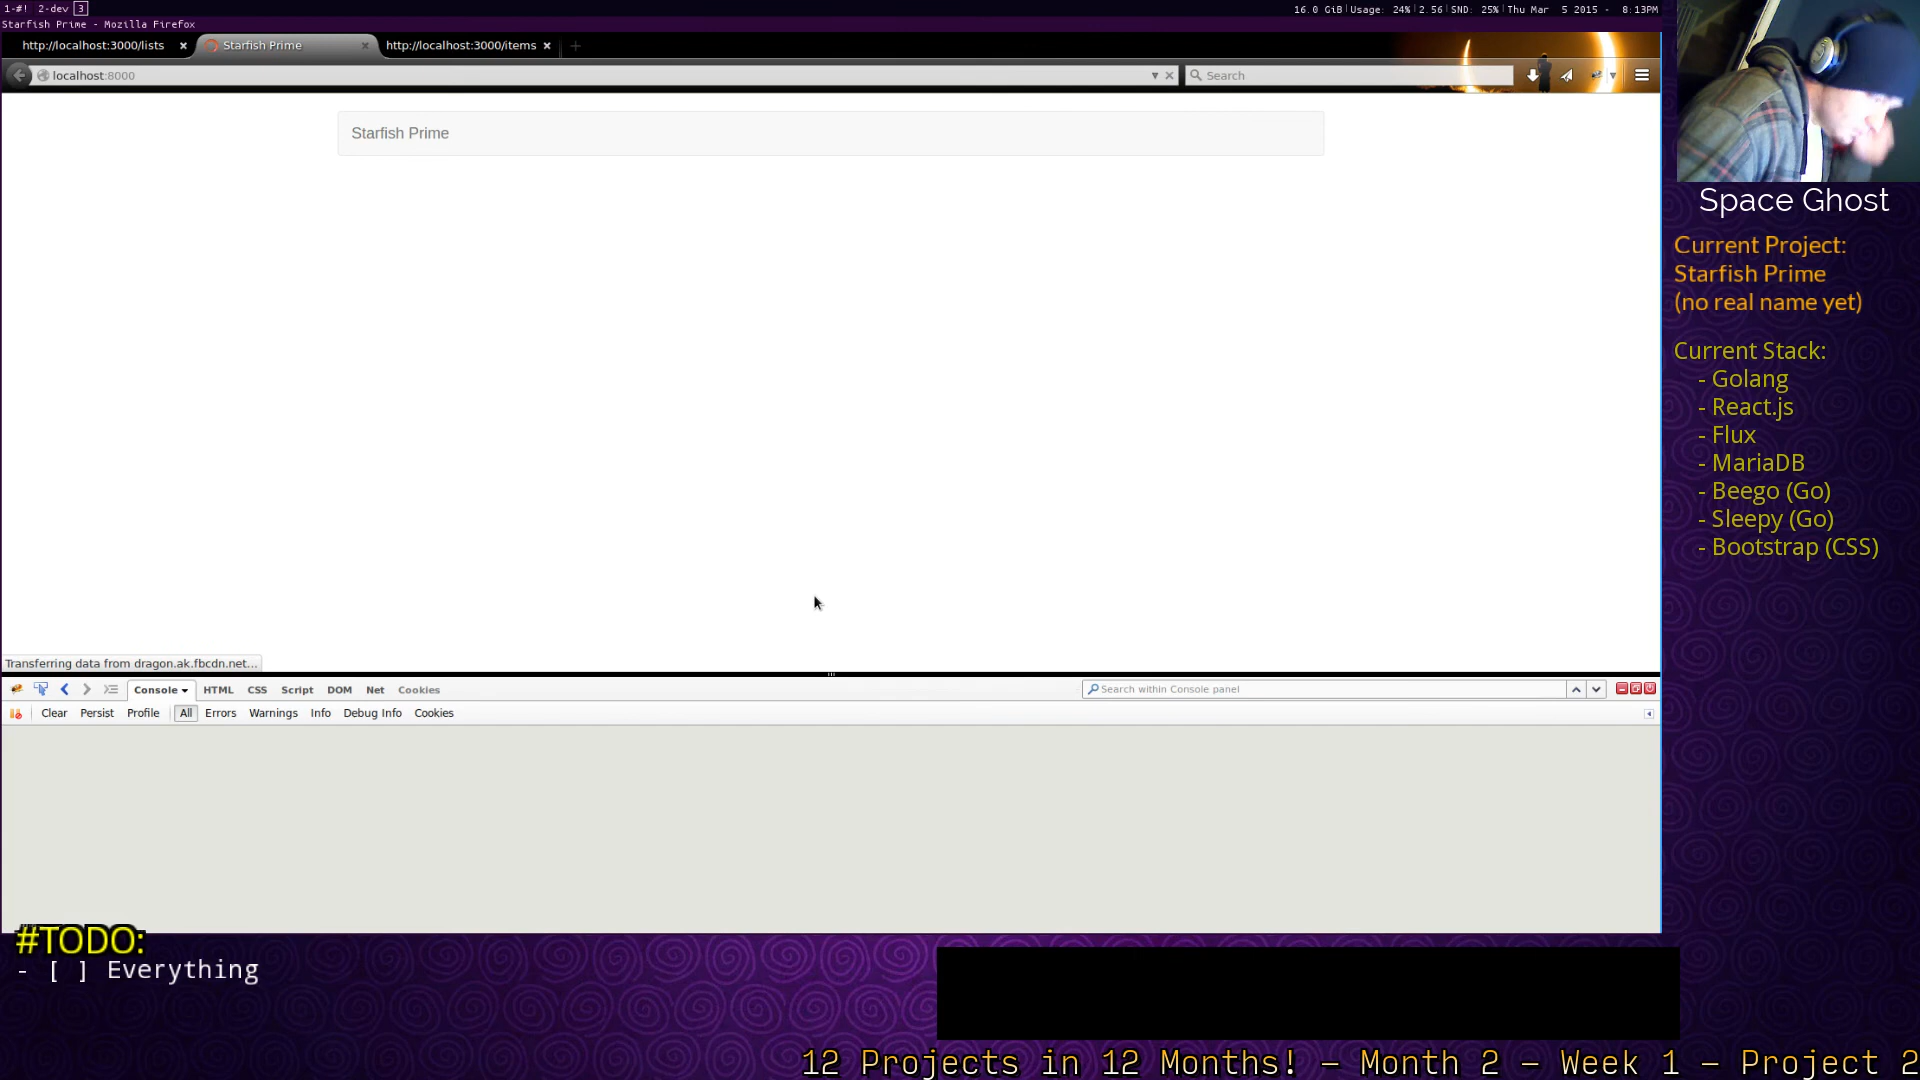 1-#! 2-dev 3
16.0 GiB|Usage: 24%|2.56|SND: 25%|Thu Mar 5 2015 - 8:13PM
Starfish Prime - Mozilla Firefox
http://localhost:3000/lists
Starfish Prime
http://localhost:3000/items
localhost:8000
Search
Starfish Prime
Transferring data from dragon.ak.fbcdn.net...
Console HTML CSS Script DOM Net Cookies
Search within Console panel
Clear Persist Profile All Errors Warnings Info Debug Info Cookies
#TODO:
- [ ] Everything
Space Ghost
Current Project:
Starfish Prime
(no real name yet)
Current Stack:
- Golang
- React.js
- Flux
- MariaDB
- Beego (Go)
- Sleepy (Go)
- Bootstrap (CSS)
12 Projects in 12 Months! - Month 2 - Week 1 - Project 2